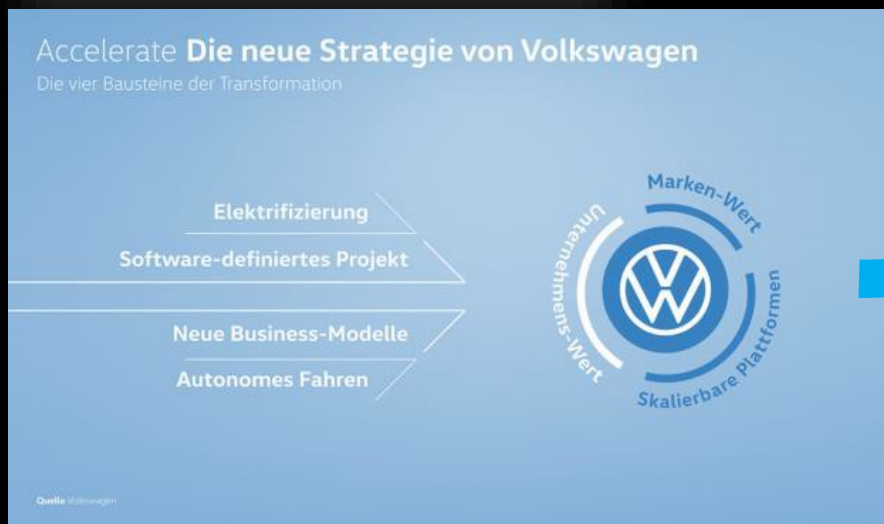 Accelerate Die neue Strategie von Volkswagen
Die vier Bausteine der Transformation
Elektrifizierung
Software-definiertes Projekt
Neue Business-Modelle
Autonomes Fahren
Marken-Wert
Unternehmens-Wert
Skalierbare Plattformen
Quelle Volkswagen